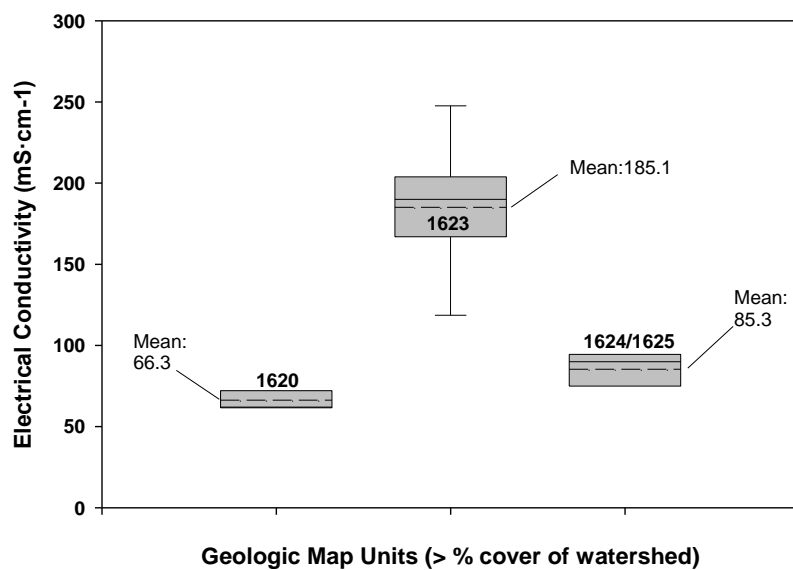 300
250
200
150
100
50
0
Electrical Conductivity (mS·cm-1)
Mean:185.1
1623
Mean:
85.3
1624/1625
Mean:
66.3
1620
Geologic Map Units (> % cover of watershed)